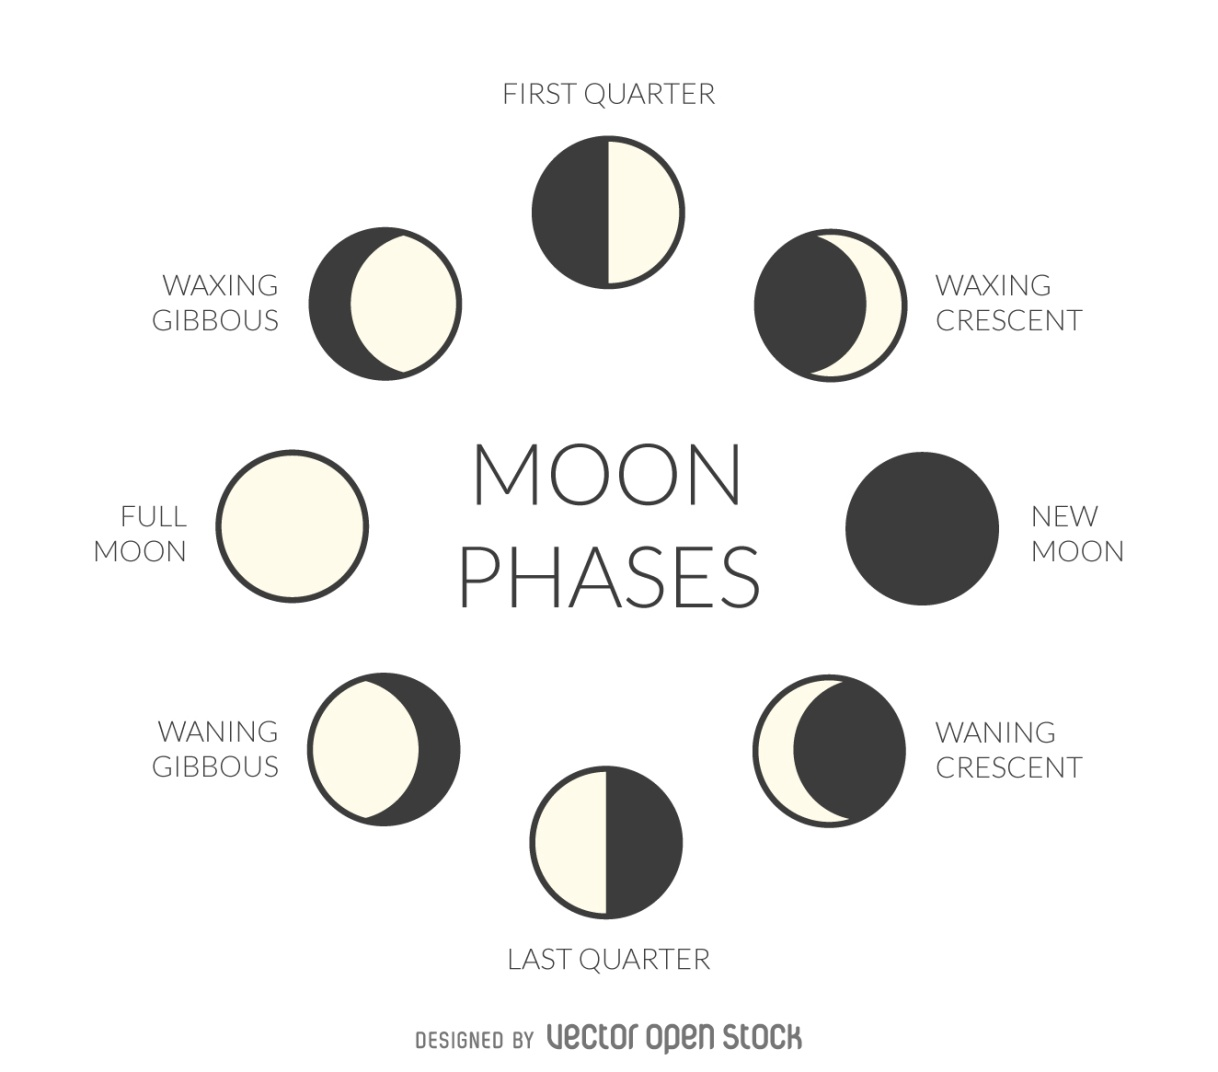 FIRST QUARTER
WAXING
GIBBOUS
WAXING
CRESCENT
MOON
PHASES
FULL
MOON
NEW
MOON
WANING
GIBBOUS
WANING
CRESCENT
LAST QUARTER
DESIGNED BY vector open stock